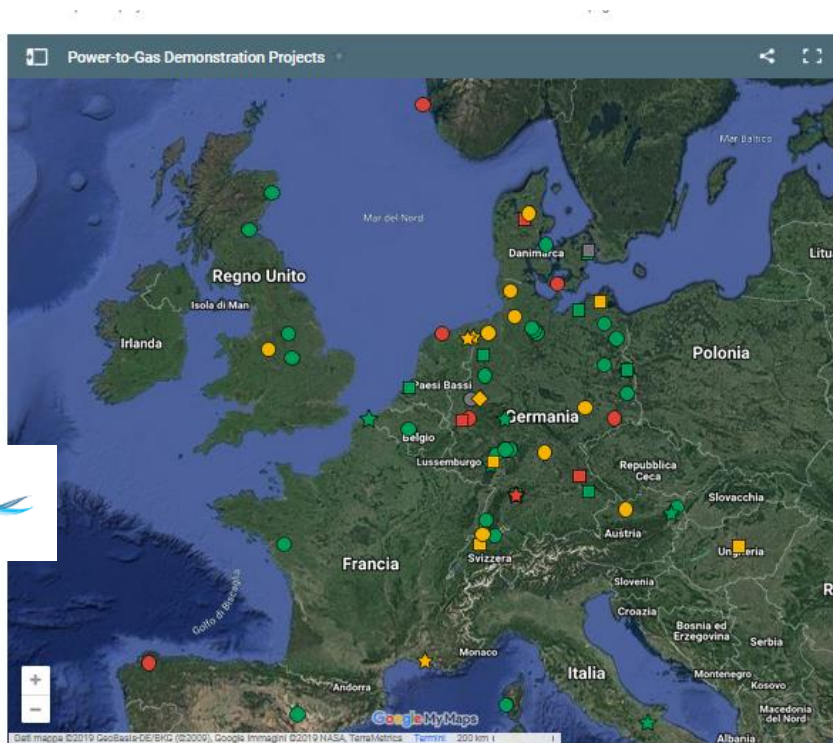 Power-to-Gas Demonstration Projects
Mar Baltico
Mar del Nord
Danimarca
Regno Unito
Isola di Man
Irlanda
Polonia
Paesi Bassi
Germania
Belgio
Lussemburgo
Repubblica
Ceca
Slovacchia
Austria
Ungheria
Francia
Svizzera
Slovenia
Croazia
Golfo di Biscaglia
Bosnia ed
Erzegovina
Serbia
Monaco
Italia
Montenegro
Kosovo
Andorra
Macedonia
del Nord
Albania
Google My Maps
Dati mappa ©2019 GeoBasis-DE/BKG (©2009), Google Immagini ©2019 NASA, TerraMetrics Termini 200 km